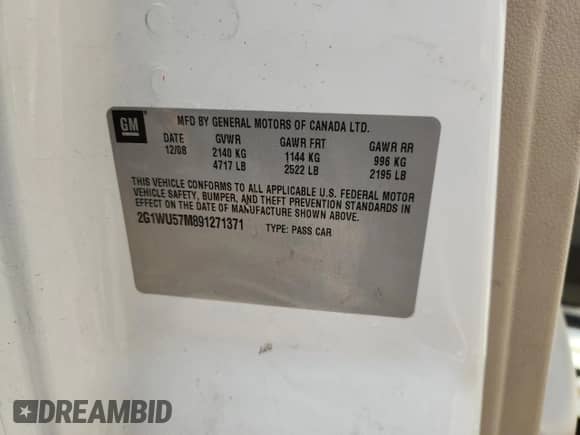 GM
MFD BY GENERAL MOTORS OF CANADA LTD.
DATE GVWR GAWR FRT GAWR RR
12/08 2140 KG 1144 KG 996 KG
4717 LB 2522 LB 2195 LB
THIS VEHICLE CONFORMS TO ALL APPLICABLE U.S. FEDERAL MOTOR
VEHICLE SAFETY, BUMPER, AND THEFT PREVENTION STANDARDS IN
EFFECT ON THE DATE OF MANUFACTURE SHOWN ABOVE.
2G1WU57M891271371 TYPE: PASS CAR
DREAMBID